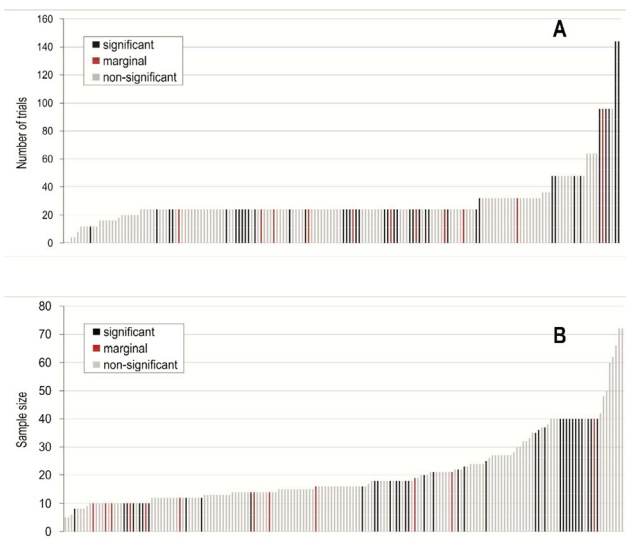 A
significant
marginal
non-significant
Number of trials
160
140
120
100
80
60
40
20
0
B
significant
marginal
non-significant
Sample size
80
70
60
50
40
30
20
10
0